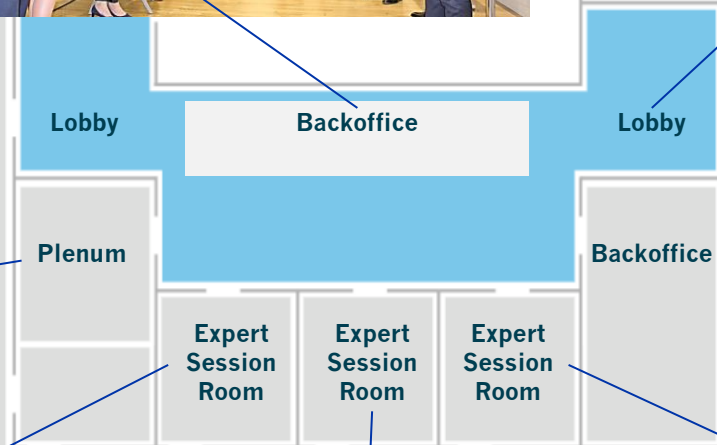 Lobby
Backoffice
Lobby
Plenum
Backoffice
Expert
Session
Room
Expert
Session
Room
Expert
Session
Room